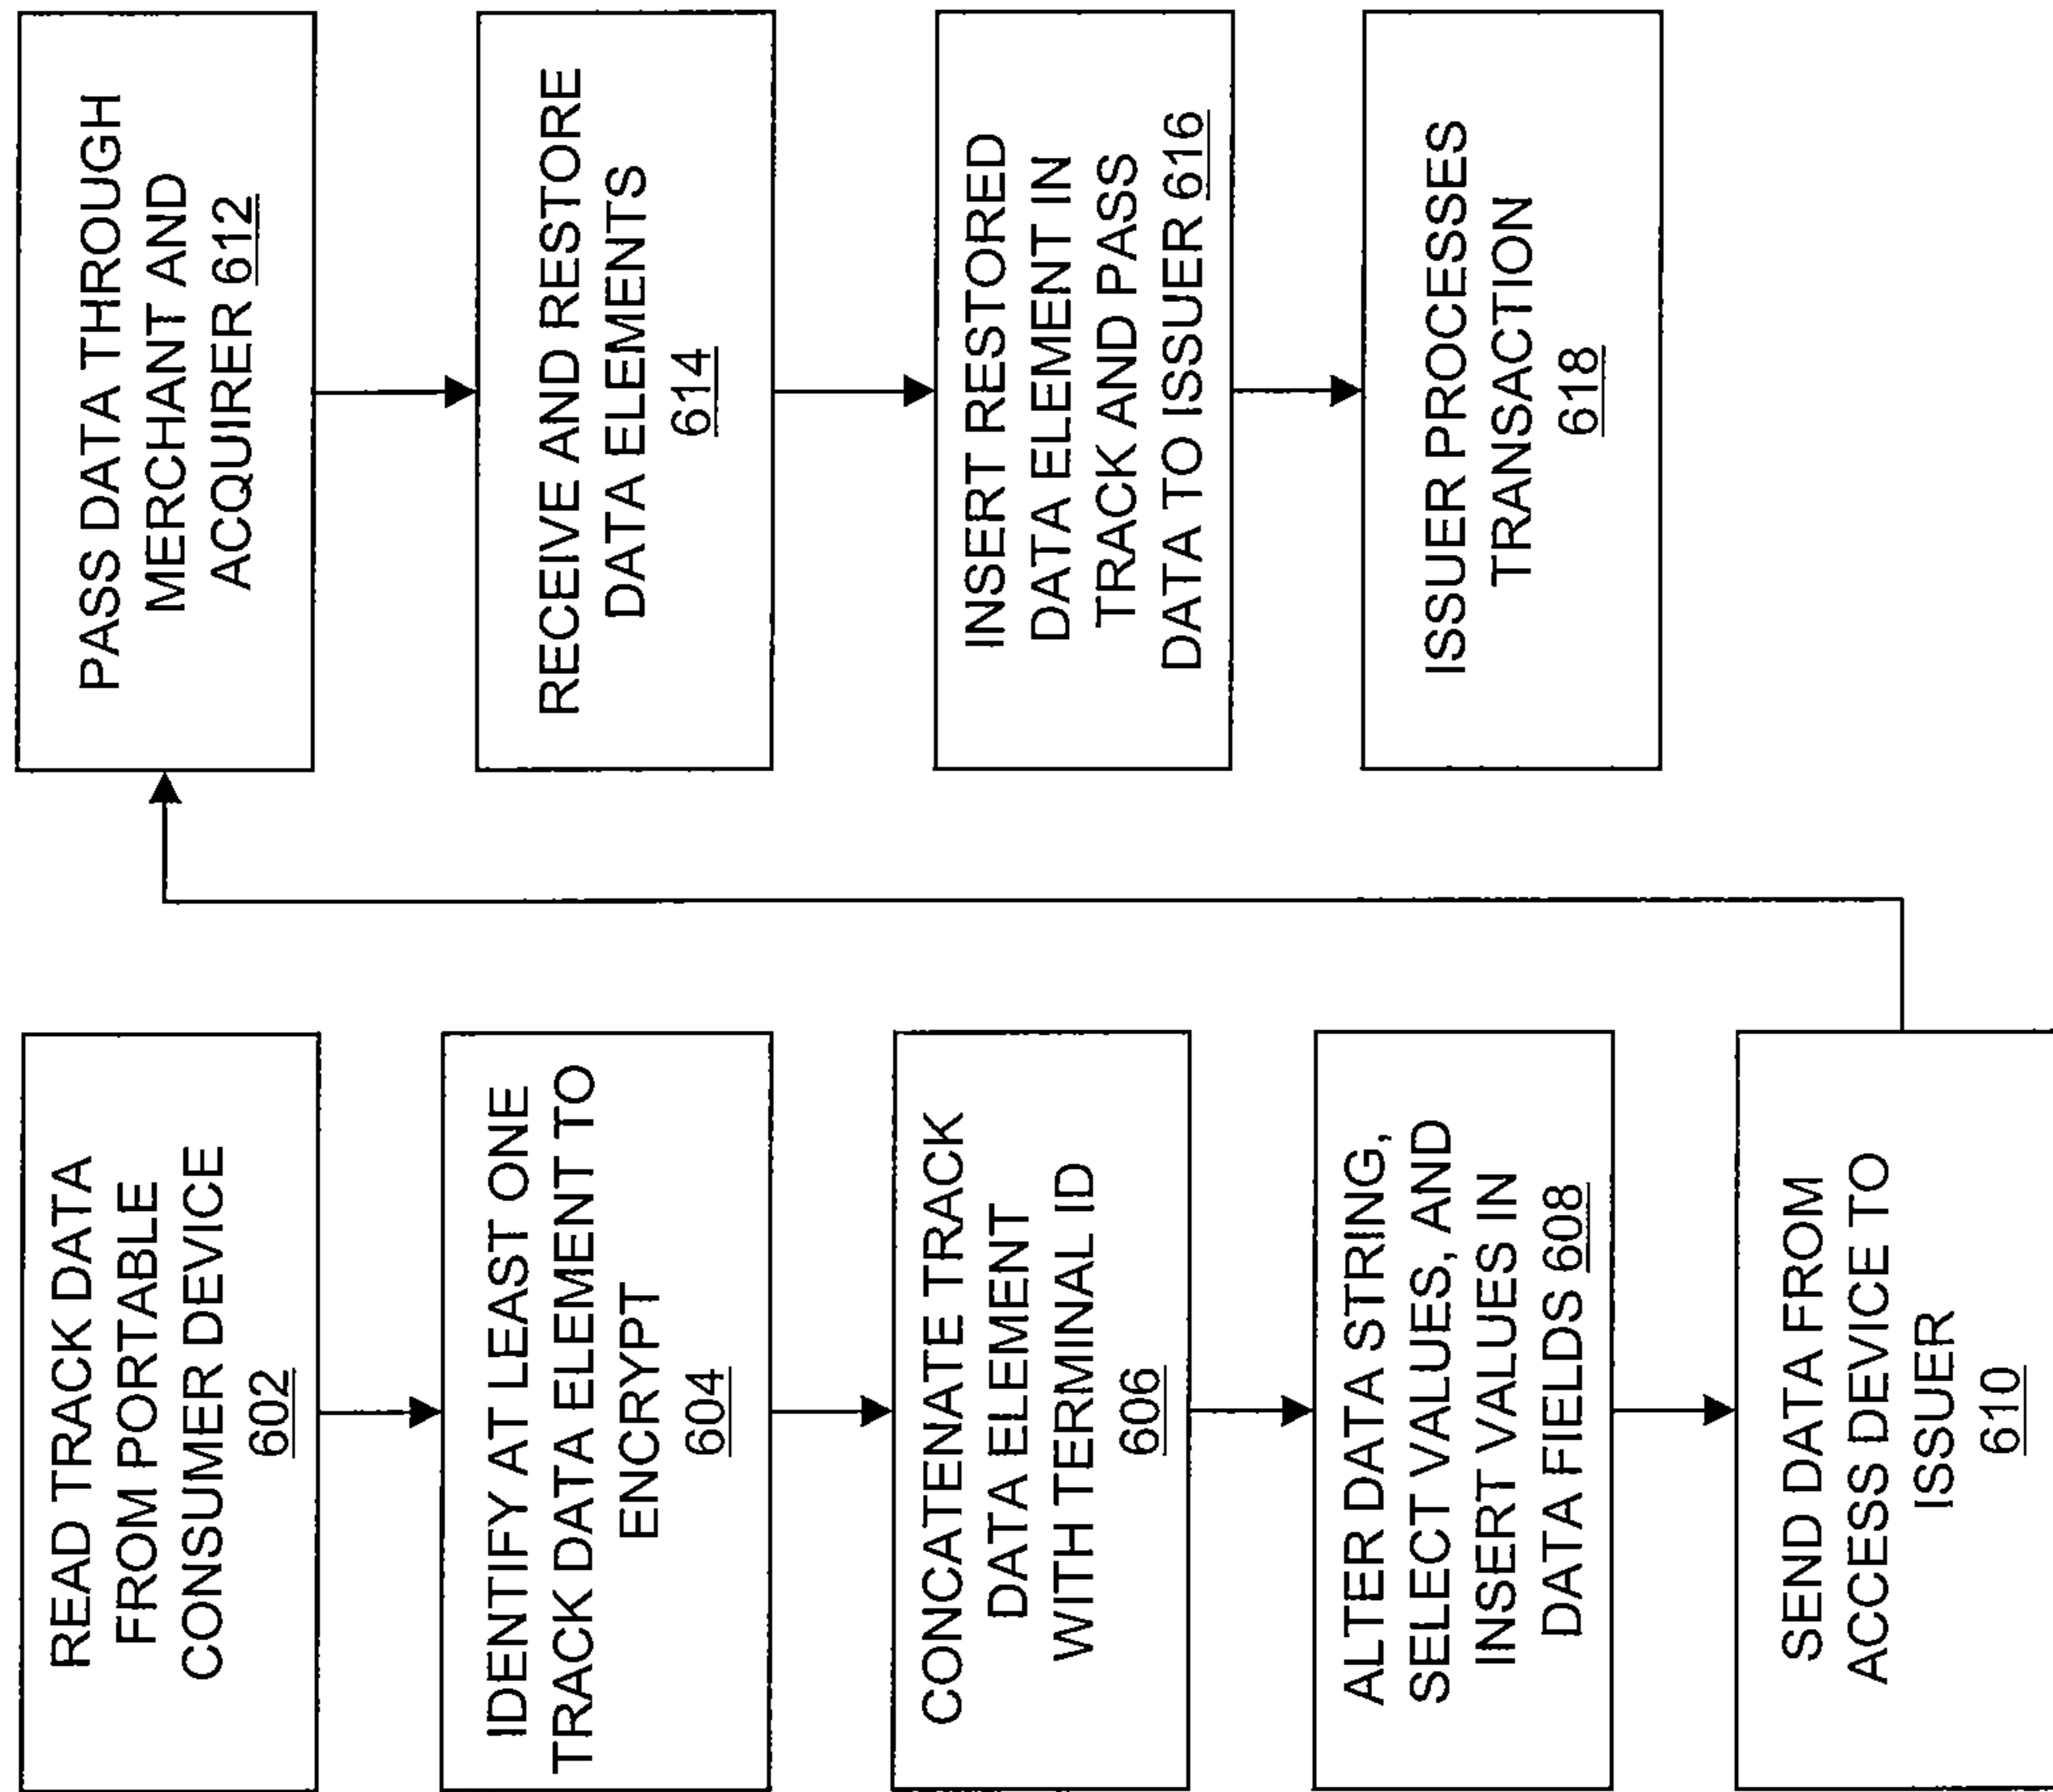 READ TRACK DATA
FROM PORTABLE
CONSUMER DEVICE
602
IDENTIFY AT LEAST ONE
TRACK DATA ELEMENT TO
ENCRYPT
604
CONCATENATE TRACK
DATA ELEMENT
WITH TERMINAL ID
606
ALTER DATA STRING,
SELECT VALUES, AND
INSERT VALUES IN
DATA FIELDS 608
SEND DATA FROM
ACCESS DEVICE TO
ISSUER
610
PASS DATA THROUGH
MERCHANT AND
ACQUIRER 612
RECEIVE AND RESTORE
DATA ELEMENTS
614
INSERT RESTORED
DATA ELEMENT IN
TRACK AND PASS
DATA TO ISSUER 616
ISSUER PROCESSES
TRANSACTION
618